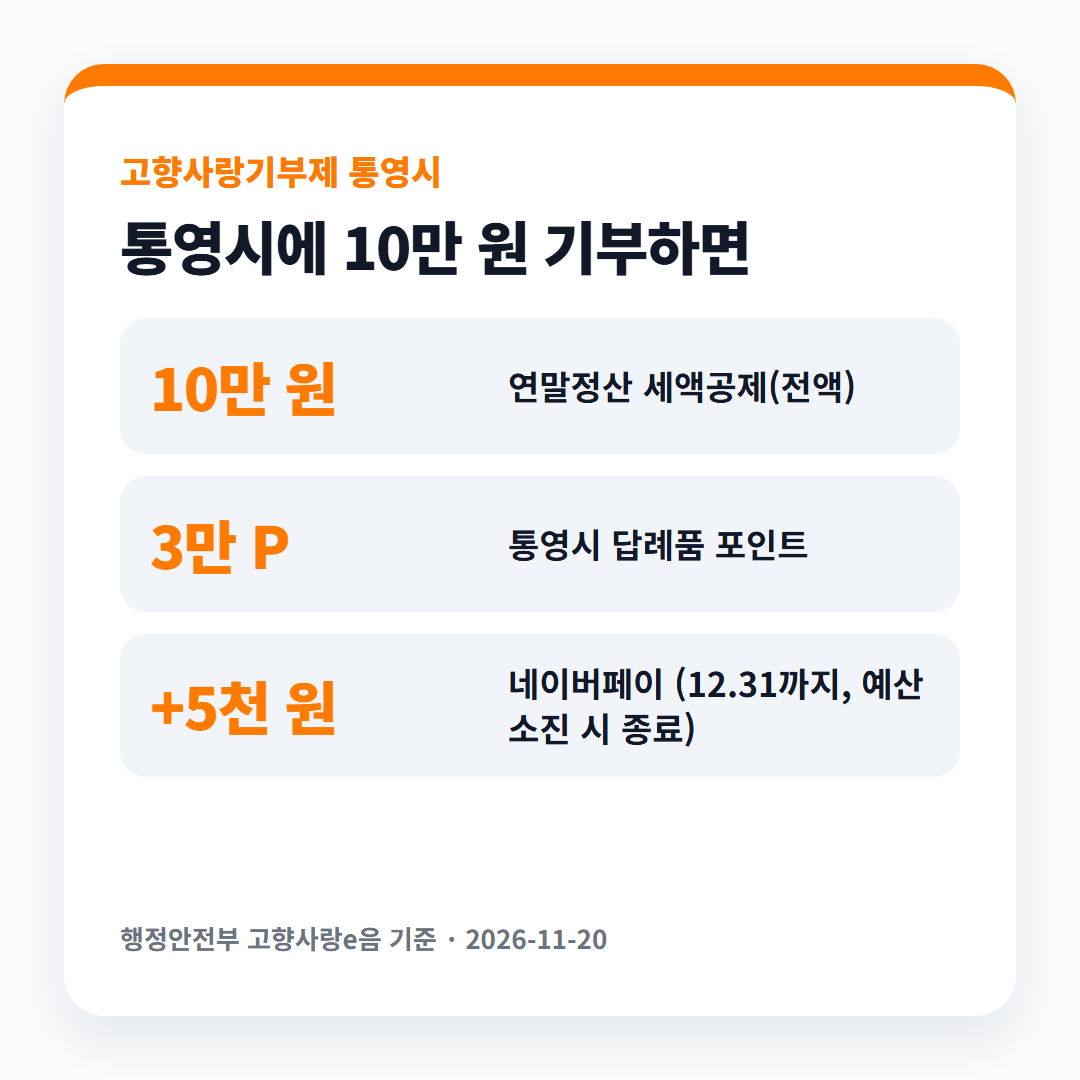 고향사랑기부제 통영시
통영시에 10만 원 기부하면
10만 원
연말정산 세액공제(전액)
3만 P
통영시 답례품 포인트
+5천 원
네이버페이 (12.31까지, 예산
소진 시 종료)
행정안전부 고향사랑e음 기준 · 2026-11-20